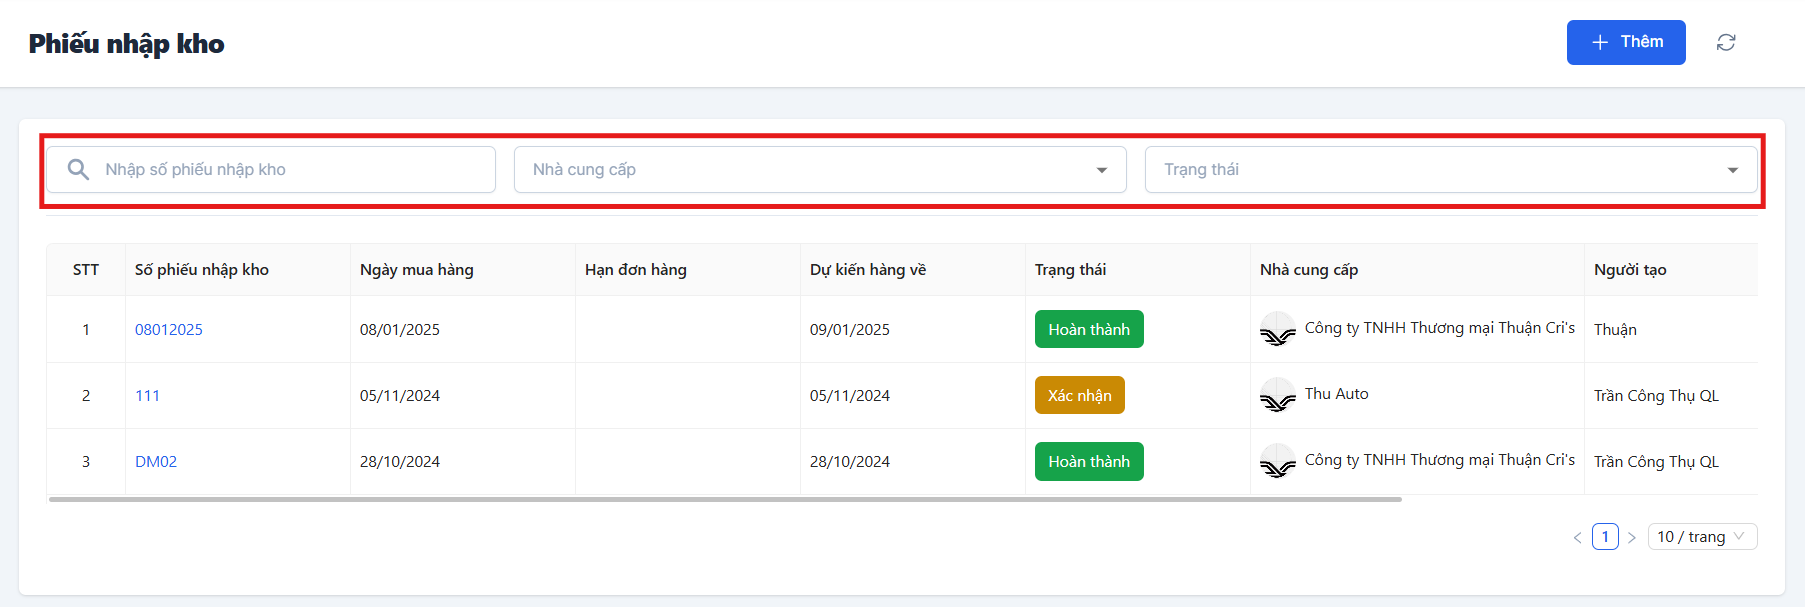 Phiếu nhập kho
Thêm
Nhập số phiếu nhập kho
Nhà cung cấp
Trạng thái
STT Số phiếu nhập kho Ngày mua hàng Hạn đơn hàng Dự kiến hàng về Trạng thái Nhà cung cấp Người tạo
1 08012025 08/01/2025 09/01/2025 Hoàn thành Công ty TNHH Thương mại Thuận Cri's Thuận
2 111 05/11/2024 05/11/2024 Xác nhận Thu Auto Trần Công Thụ QL
3 DM02 28/10/2024 28/10/2024 Hoàn thành Công ty TNHH Thương mại Thuận Cri's Trần Công Thụ QL
1 10 / trang